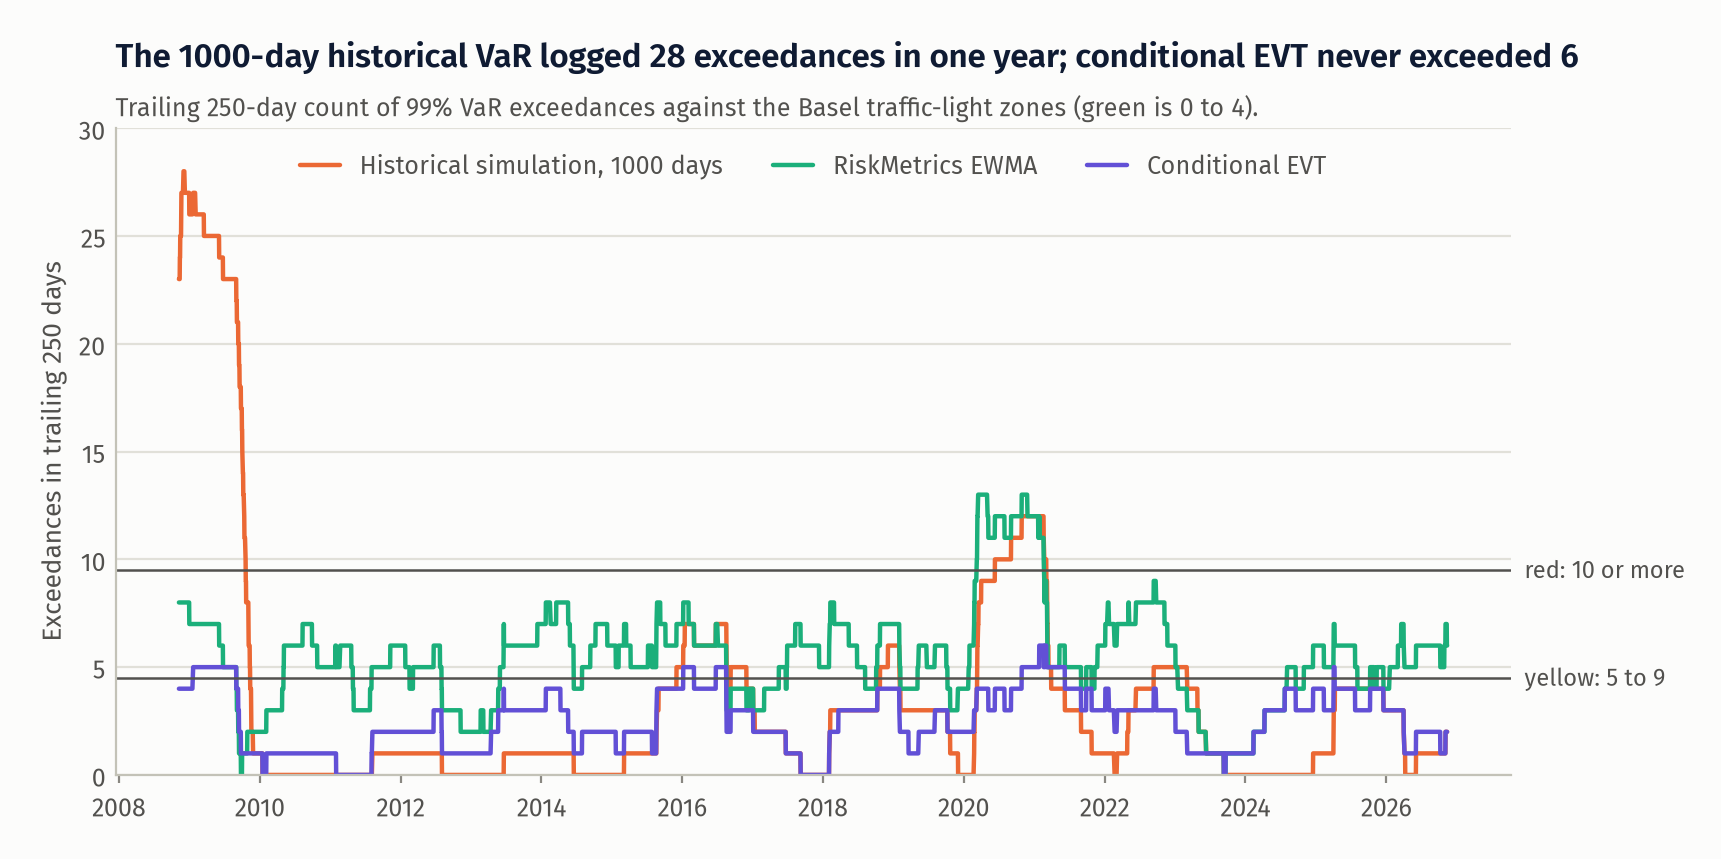 The 1000-day historical VaR logged 28 exceedances in one year; conditional EVT never exceeded 6
Trailing 250-day count of 99% VaR exceedances against the Basel traffic-light zones (green is 0 to 4).
Historical simulation, 1000 days
RiskMetrics EWMA
Conditional EVT
Exceedances in trailing 250 days
30
25
20
15
10
5
0
red: 10 or more
yellow: 5 to 9
2008
2010
2012
2014
2016
2018
2020
2022
2024
2026